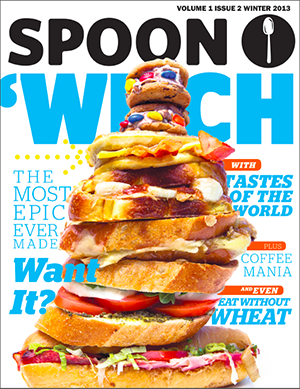 VOLUME 1 ISSUE 2 WINTER 2013
SPOON
'WICH
THE
MOST
EPIC
EVER
MADE
Want
It?
WITH
TASTES
OF THE
WORLD
PLUS
COFFEE
MANIA
AND EVEN
EAT WITHOUT
WHEAT